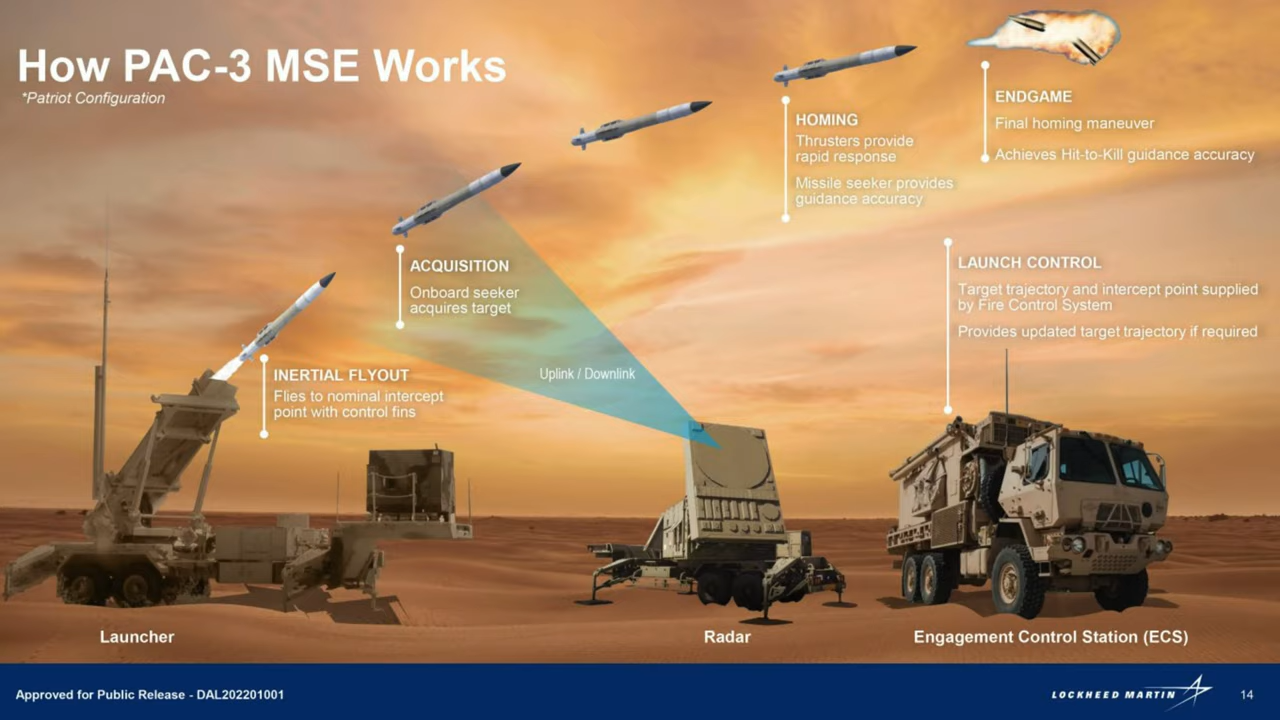 How PAC-3 MSE Works
*Patriot Configuration
ENDGAME
Final homing maneuver
Achieves Hit-to-Kill guidance accuracy
HOMING
Thrusters provide
rapid response
Missile seeker provides
guidance accuracy
ACQUISITION
Onboard seeker
acquires target
LAUNCH CONTROL
Target trajectory and intercept point supplied
by Fire Control System
Provides updated target trajectory if required
INERTIAL FLYOUT
Flies to nominal intercept
point with control fins
Uplink / Downlink
Launcher
Radar
Engagement Control Station (ECS)
Approved for Public Release - DAL202201001
LOCKHEED MARTIN
14